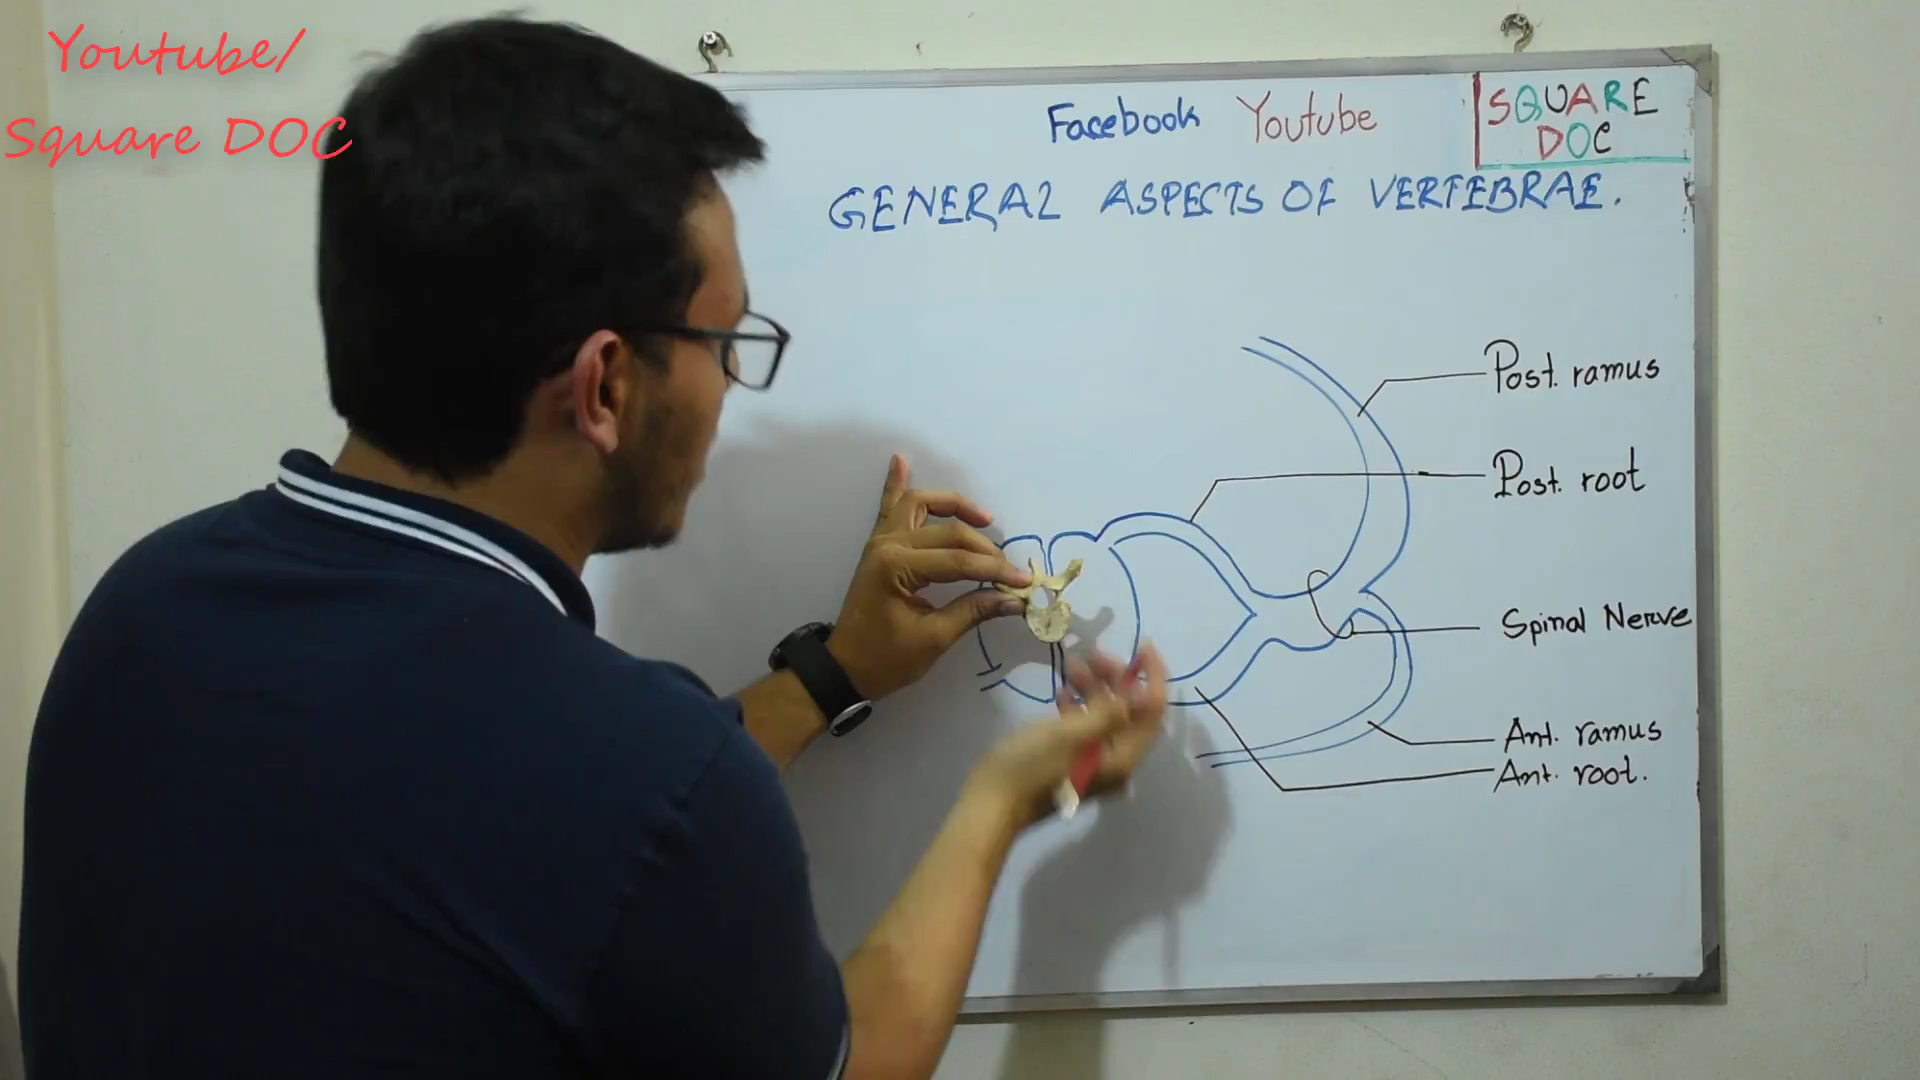 Youtube/
Square DOC
Facebook Youtube
SQUARE
DOC
GENERAL ASPECTS OF VERTEBRAE.
Post. ramus
Post. root
Spinal Nerve
Ant. ramus
Ant. root.